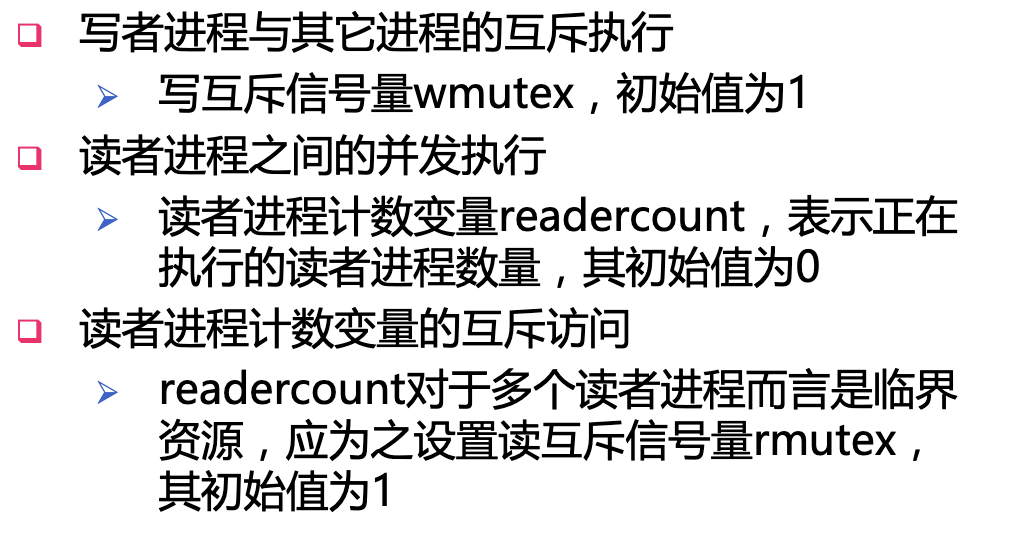 写者进程与其它进程的互斥执行
写互斥信号量wmutex，初始值为1
读者进程之间的并发执行
读者进程计数变量readercount，表示正在
执行的读者进程数量，其初始值为0
读者进程计数变量的互斥访问
readercount对于多个读者进程而言是临界
资源，应为之设置读互斥信号量rmutex，
其初始值为1